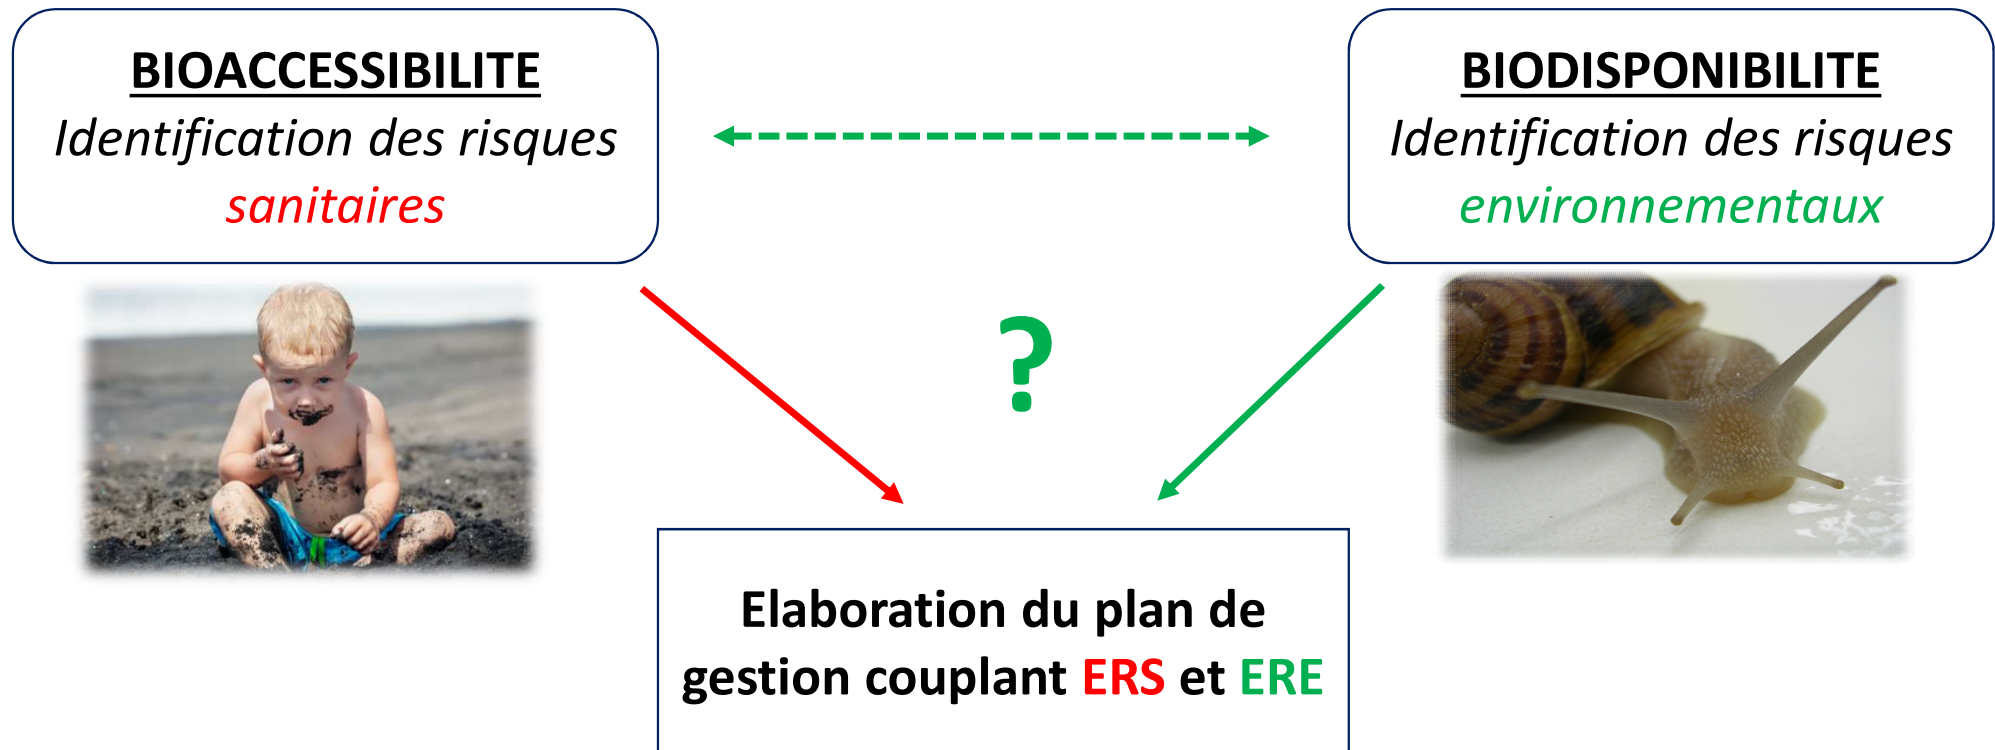 BIOACCESSIBILITE
Identification des risques
sanitaires
BIODISPONIBILITE
Identification des risques
environnementaux
?
Elaboration du plan de
gestion couplant ERS et ERE